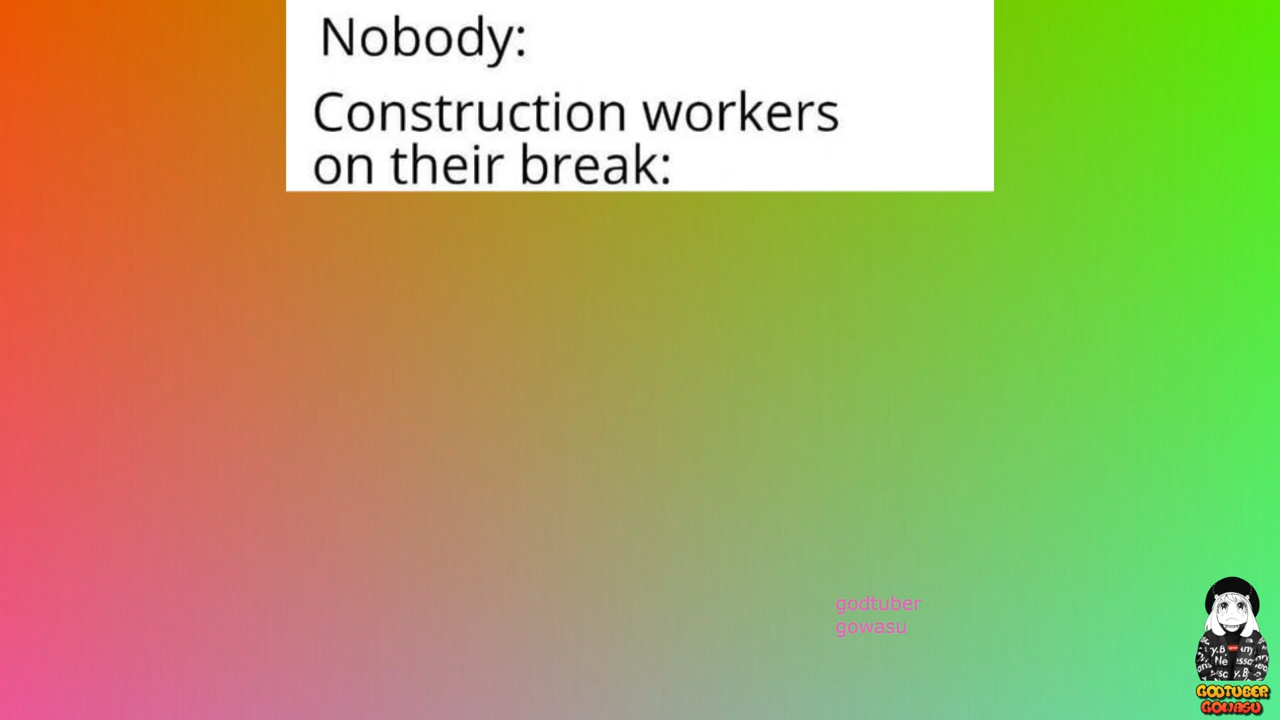 Nobody:
Construction workers
on their break:
godtuber
gowasu
GODTUBER
GOWASU